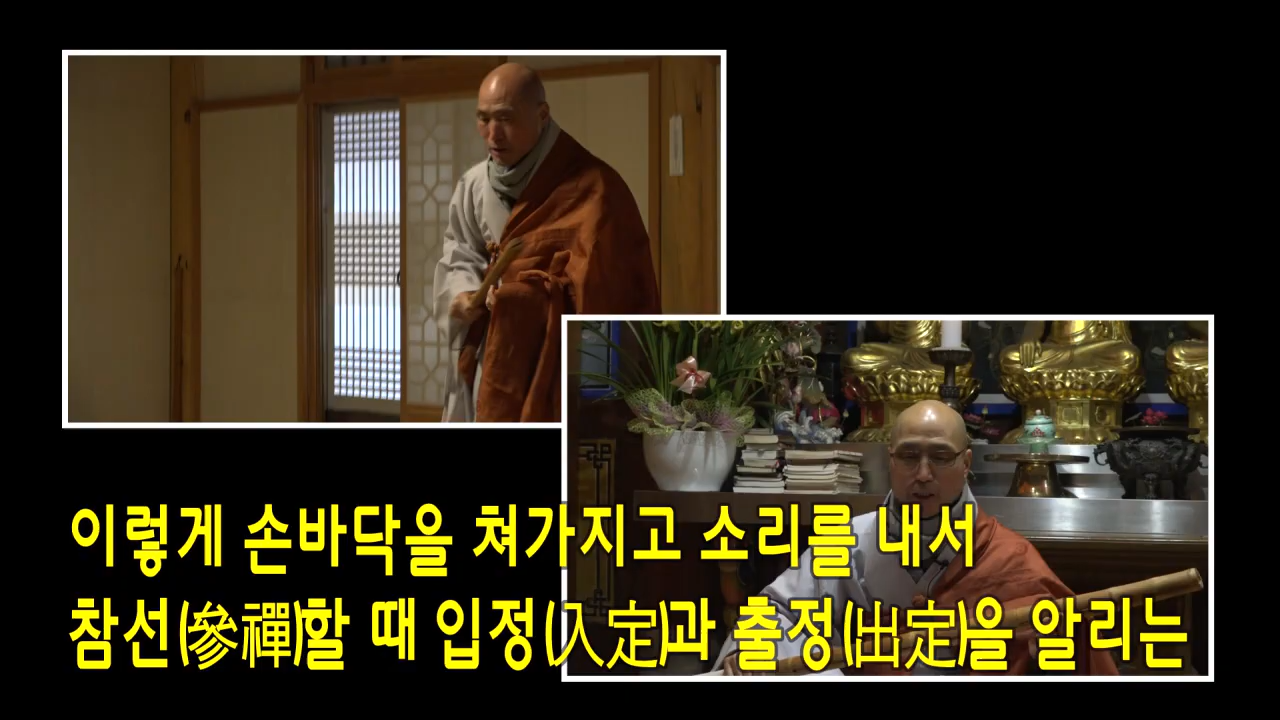 이렇게 손바닥을 쳐가지고 소리를 내서
참선(參禪)할 때 입정(入定)과 출정(出定)을 알리는